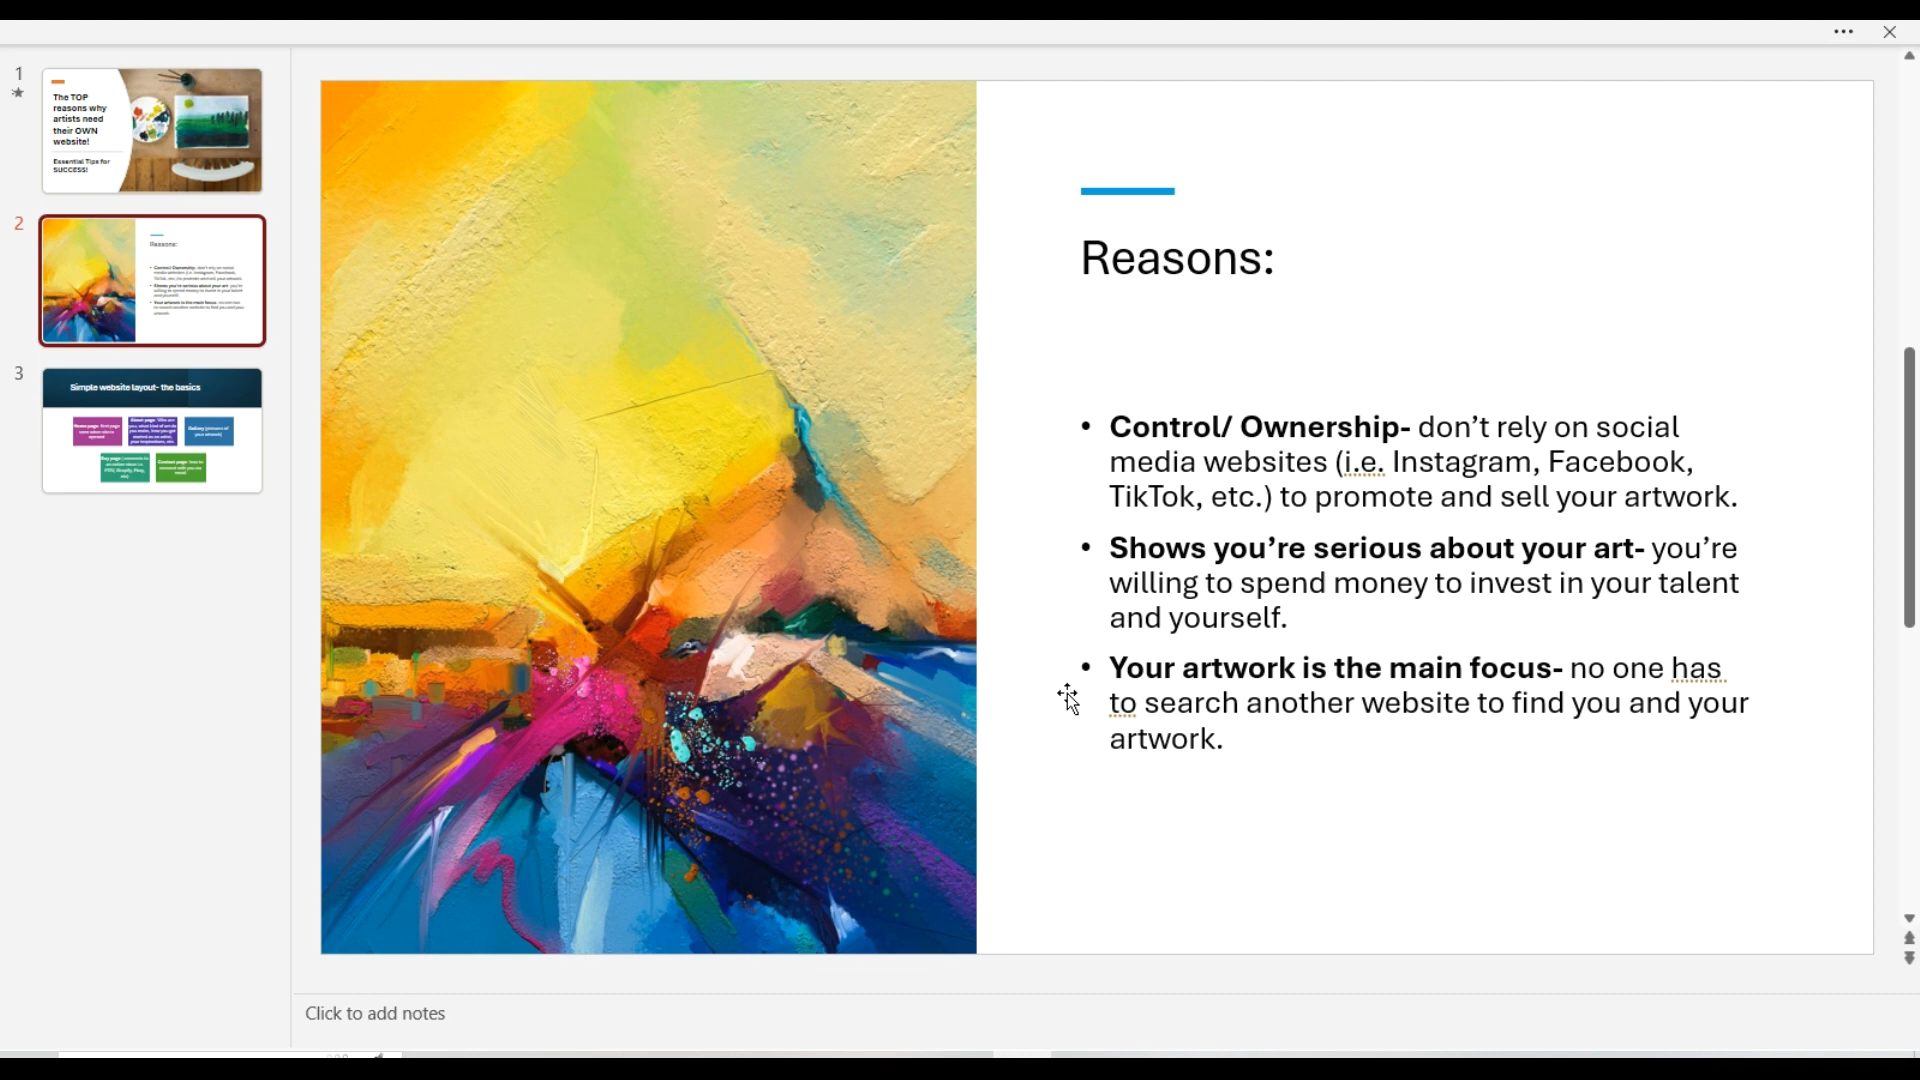 1
The TOP
reasons why
artists need
their OWN
website!
Essential Tips for
SUCCESS!
2
Reasons:
3
Simple website layout- the basics
Reasons:
• Control/ Ownership- don’t rely on social
media websites (i.e. Instagram, Facebook,
TikTok, etc.) to promote and sell your artwork.
• Shows you’re serious about your art- you’re
willing to spend money to invest in your talent
and yourself.
• Your artwork is the main focus- no one has
to search another website to find you and your
artwork.
Click to add notes